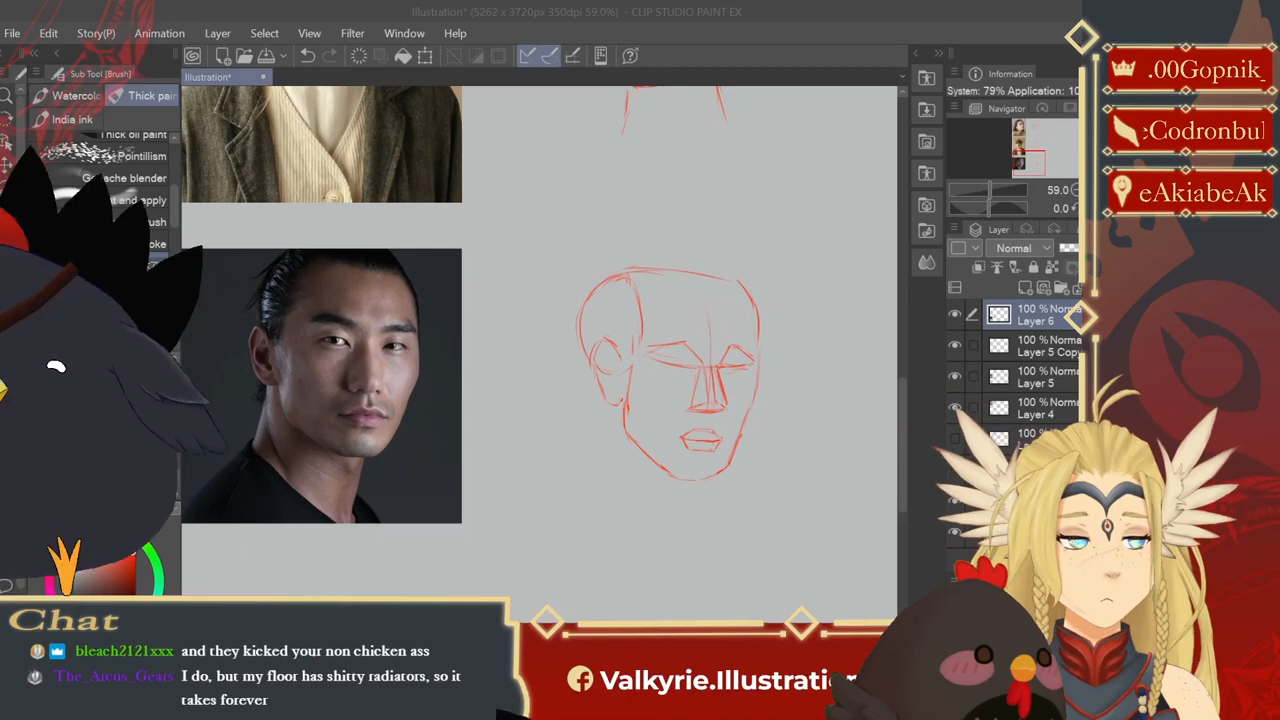 Illustration* (5262 x 3720px 350dpi 59.0%) - CLIP STUDIO PAINT EX
File Edit Story(P) Animation Layer Select View Filter Window Help
Sub Tool [Brush]
Illustration*
Information
Thick pain
India ink
System: 79% Application: 10
Navigator
Thick oil paint
Pointillism
Gouache blender
59.0
0.0
Layer
Normal
100 % Norma
Layer 6
100 % Norma
Layer 5 Copy
100 % Norma
Layer 5
100 % Norma
Layer 4
.00Gopnik_
eCodronbul
eAkiabeAk
Chat
bleach2121xxx and they kicked your non chicken ass
The_Arcus_Gears I do, but my floor has shitty radiators, so it
takes forever
Valkyrie.Illustration